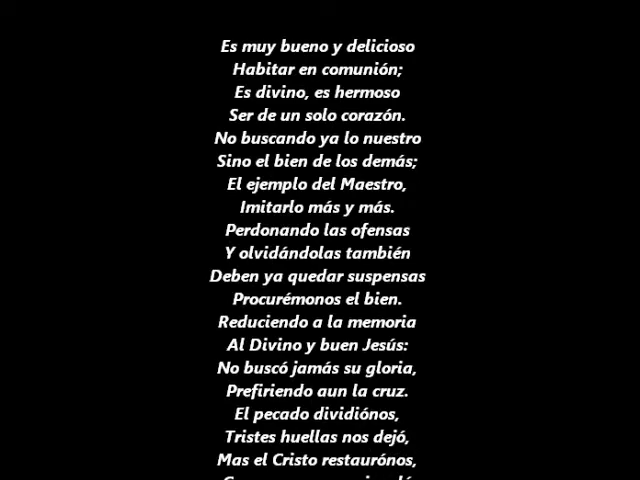 Es muy bueno y delicioso
Habitar en comunión;
Es divino, es hermoso
Ser de un solo corazón.
No buscando ya lo nuestro
Sino el bien de los demás;
El ejemplo del Maestro,
Imitarlo más y más.
Perdonando las ofensas
Y olvidándolas también
Deben ya quedar suspensas
Procurémonos el bien.
Reduciendo a la memoria
Al Divino y buen Jesús:
No buscó jamás su gloria,
Prefiriendo aun la cruz.
El pecado dividiónos,
Tristes huellas nos dejó,
Mas el Cristo restaurónos,